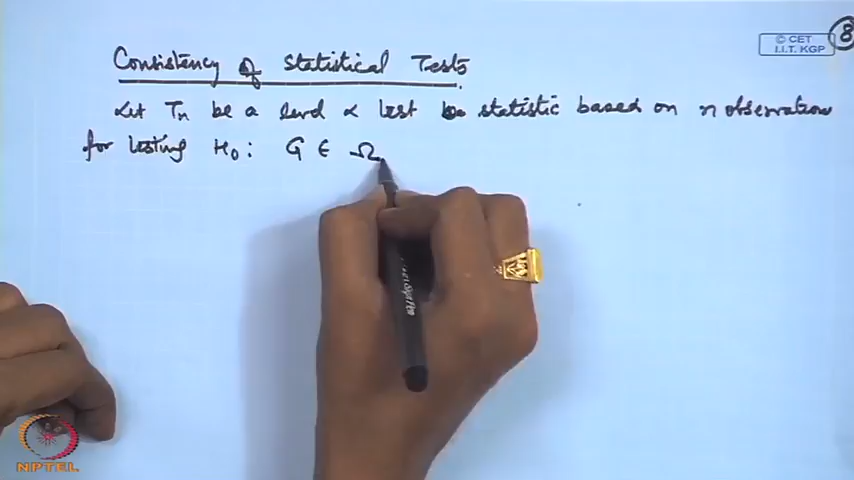 © CET
I.I.T. KGP
8
Consistency of Statistical Tests
Let Tn be a level α test statistic based on n observations
for testing H0: G ∈ Ω
NPTEL